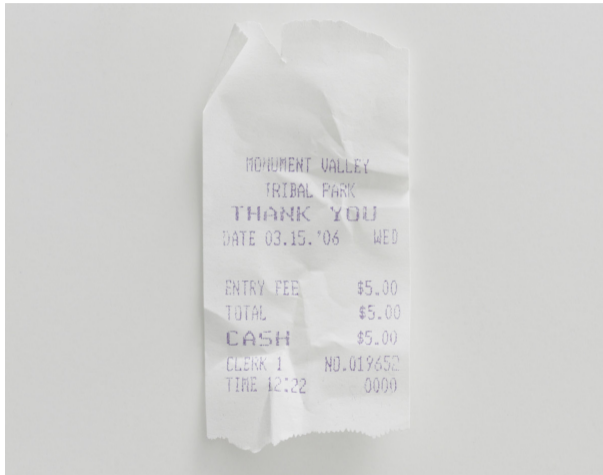 MONUMENT VALLEY
TRIBAL PARK
THANK YOU
DATE 03.15.'06 WED
ENTRY FEE $5.00
TOTAL $5.00
CASH $5.00
CLERK 1 NO.019652
TIME 12:22 0000